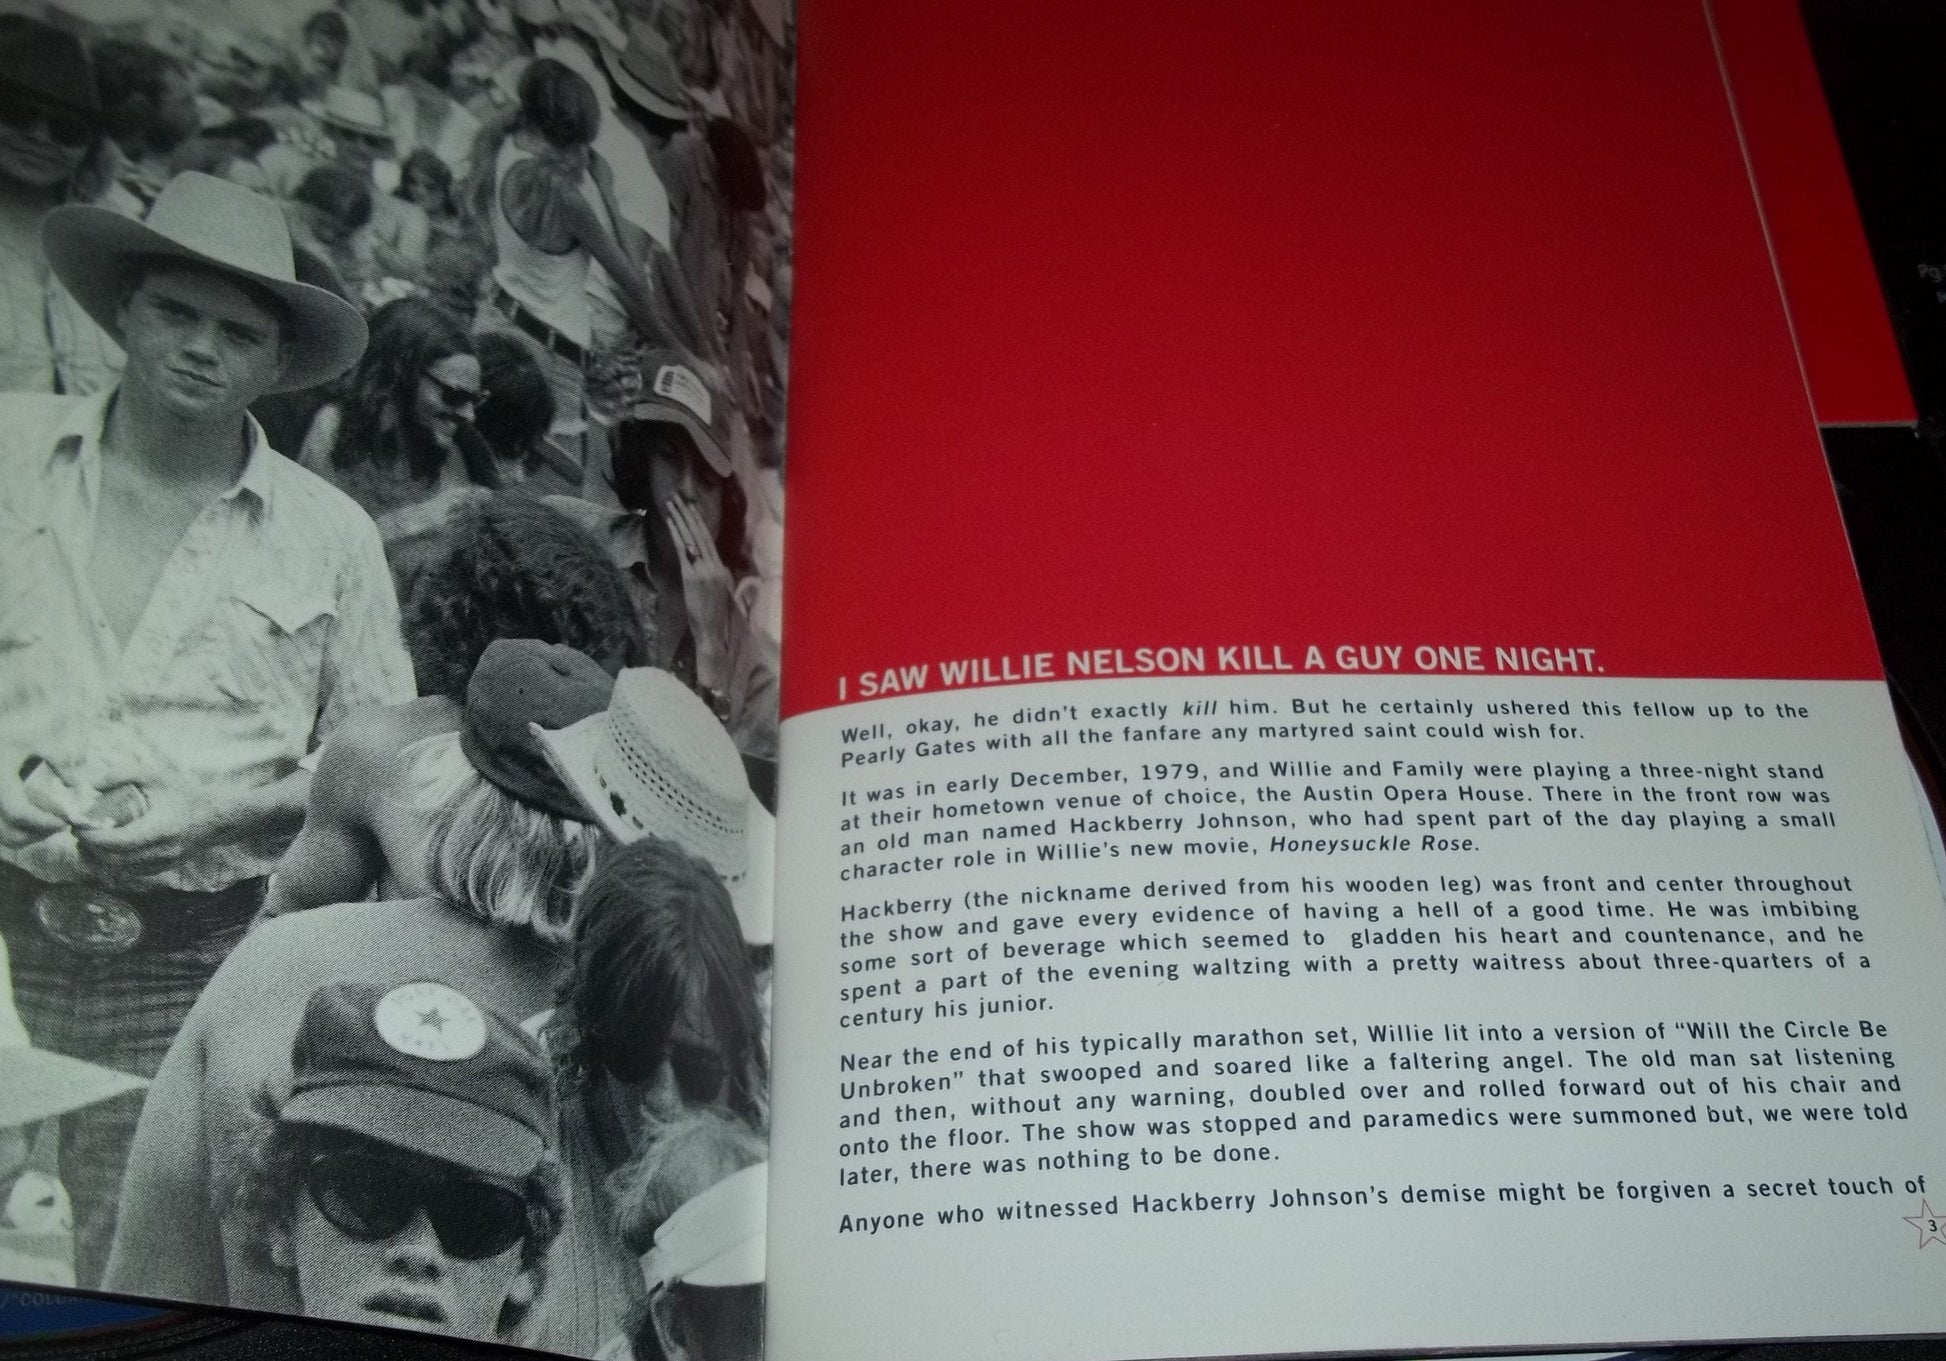 I SAW WILLIE NELSON KILL A GUY ONE NIGHT.
Well, okay, he didn't exactly kill him. But he certainly ushered this fellow up to the
Pearly Gates with all the fanfare any martyred saint could wish for.
It was in early December, 1979, and Willie and Family were playing a three-night stand
at their hometown venue of choice, the Austin Opera House. There in the front row was
an old man named Hackberry Johnson, who had spent part of the day playing a small
character role in Willie's new movie, Honeysuckle Rose.
Hackberry (the nickname derived from his wooden leg) was front and center throughout
the show and gave every evidence of having a hell of a good time. He was imbibing
some sort of beverage which seemed to gladden his heart and countenance, and he
spent a part of the evening waltzing with a pretty waitress about three-quarters of a
century his junior.
Near the end of his typically marathon set, Willie lit into a version of “Will the Circle Be
Unbroken” that swooped and soared like a faltering angel. The old man sat listening
and then, without any warning, doubled over and rolled forward out of his chair and
onto the floor. The show was stopped and paramedics were summoned but, we were told
later, there was nothing to be done.
Anyone who witnessed Hackberry Johnson's demise might be forgiven a secret touch of
3
Pg